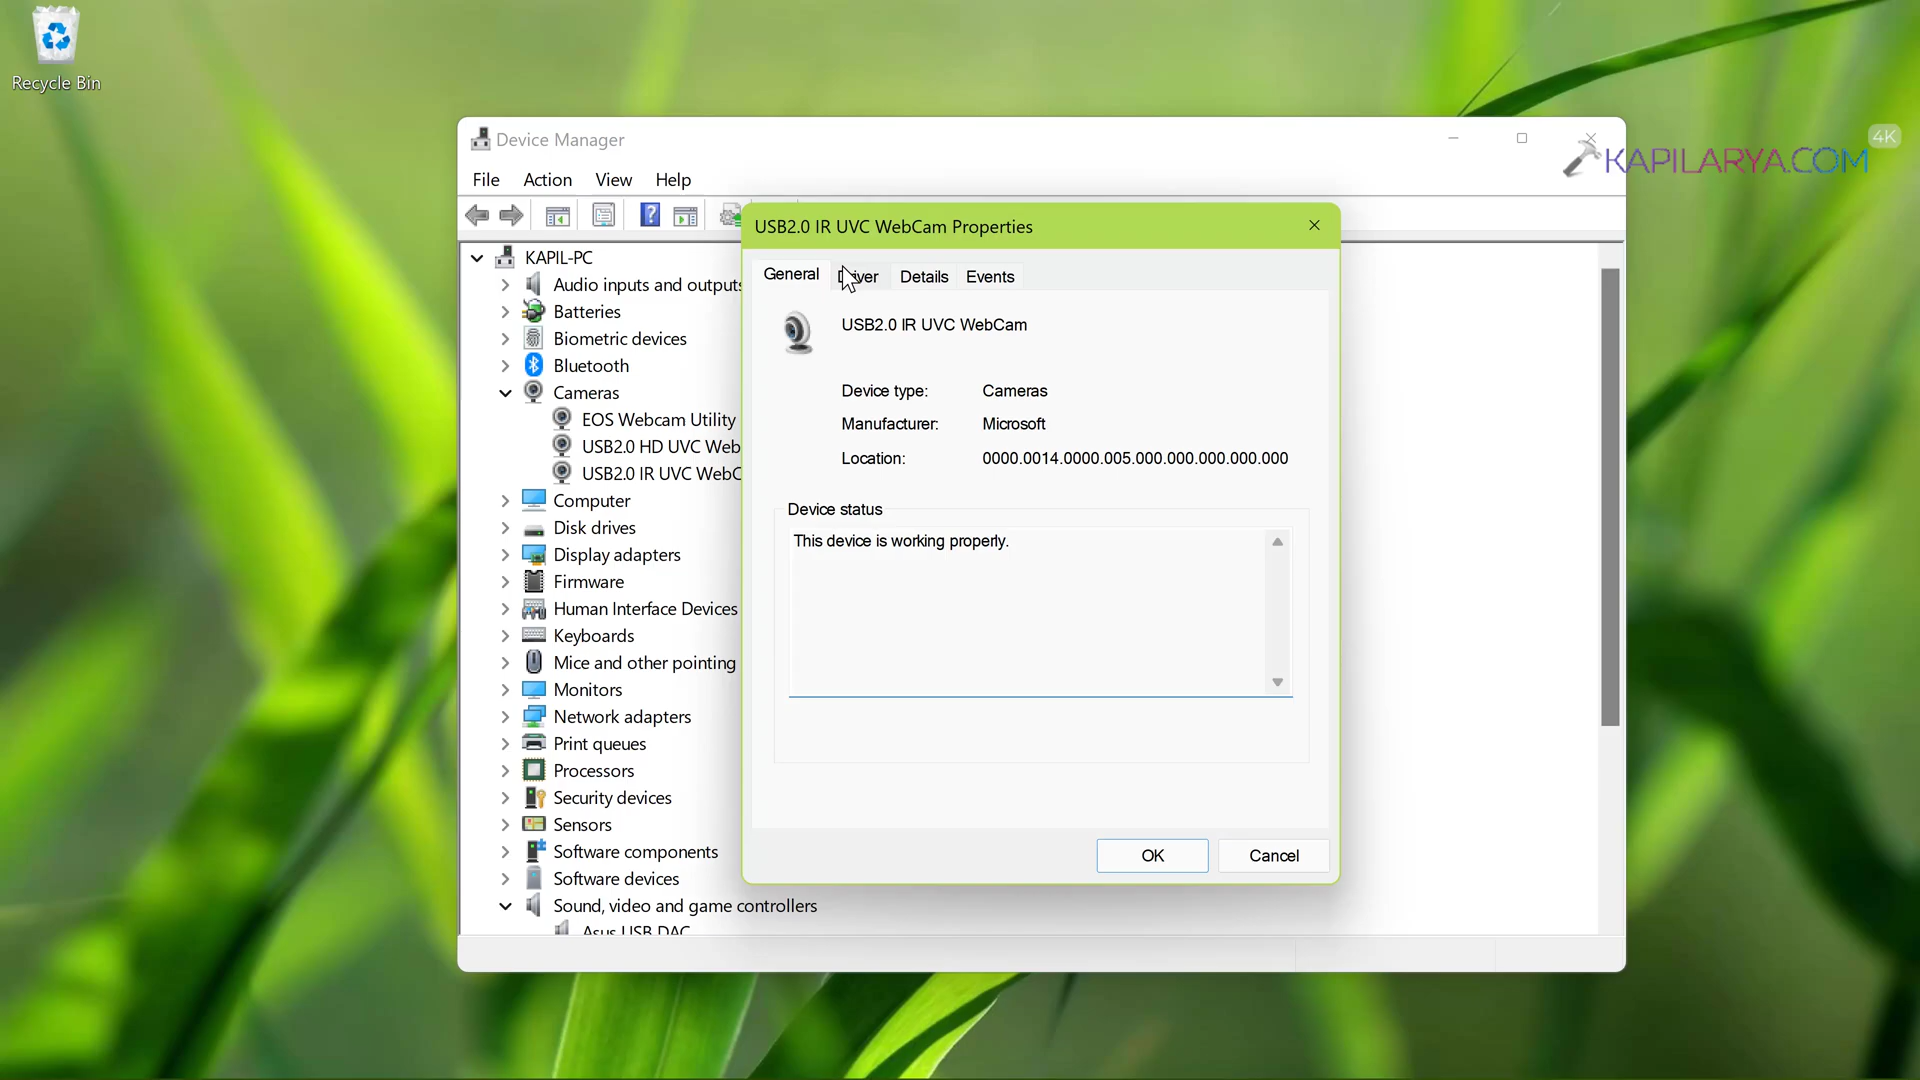 Recycle Bin
Device Manager
4K
KAPILARYA.COM
File Action View Help
USB2.0 IR UVC WebCam Properties
KAPIL-PC
Audio inputs and outputs
Batteries
Biometric devices
Bluetooth
Cameras
EOS Webcam Utility
USB2.0 HD UVC Web
USB2.0 IR UVC WebC
Computer
Disk drives
Display adapters
Firmware
Human Interface Devices
Keyboards
Mice and other pointing
Monitors
Network adapters
Print queues
Processors
Security devices
Sensors
Software components
Software devices
Sound, video and game controllers
Asus USB DAC
General Driver Details Events
USB2.0 IR UVC WebCam
Device type: Cameras
Manufacturer: Microsoft
Location: 0000.0014.0000.005.000.000.000.000.000
Device status
This device is working properly.
OK Cancel